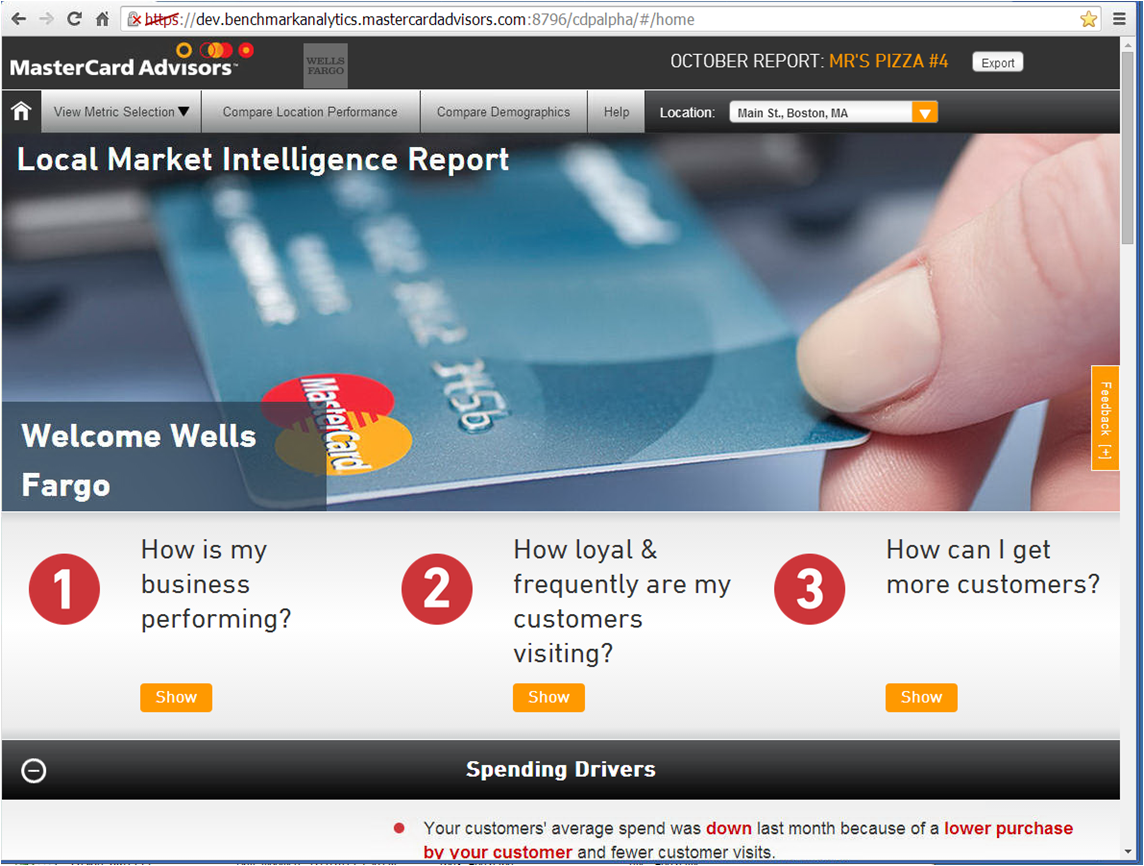 https://dev.benchmarkanalytics.mastercardadvisors.com:8796/cdpalpha/#/home
MasterCard Advisors™
WELLS
FARGO
OCTOBER REPORT: MR'S PIZZA #4
Export
View Metric Selection ▼
Compare Location Performance
Compare Demographics
Help
Location:
Main St., Boston, MA
Local Market Intelligence Report
3456
MasterCard
Feedback [+]
Welcome Wells
Fargo
1
How is my
business
performing?
Show
2
How loyal &
frequently are my
customers
visiting?
Show
3
How can I get
more customers?
Show
Spending Drivers
Your customers' average spend was down last month because of a lower purchase
by your customer and fewer customer visits.